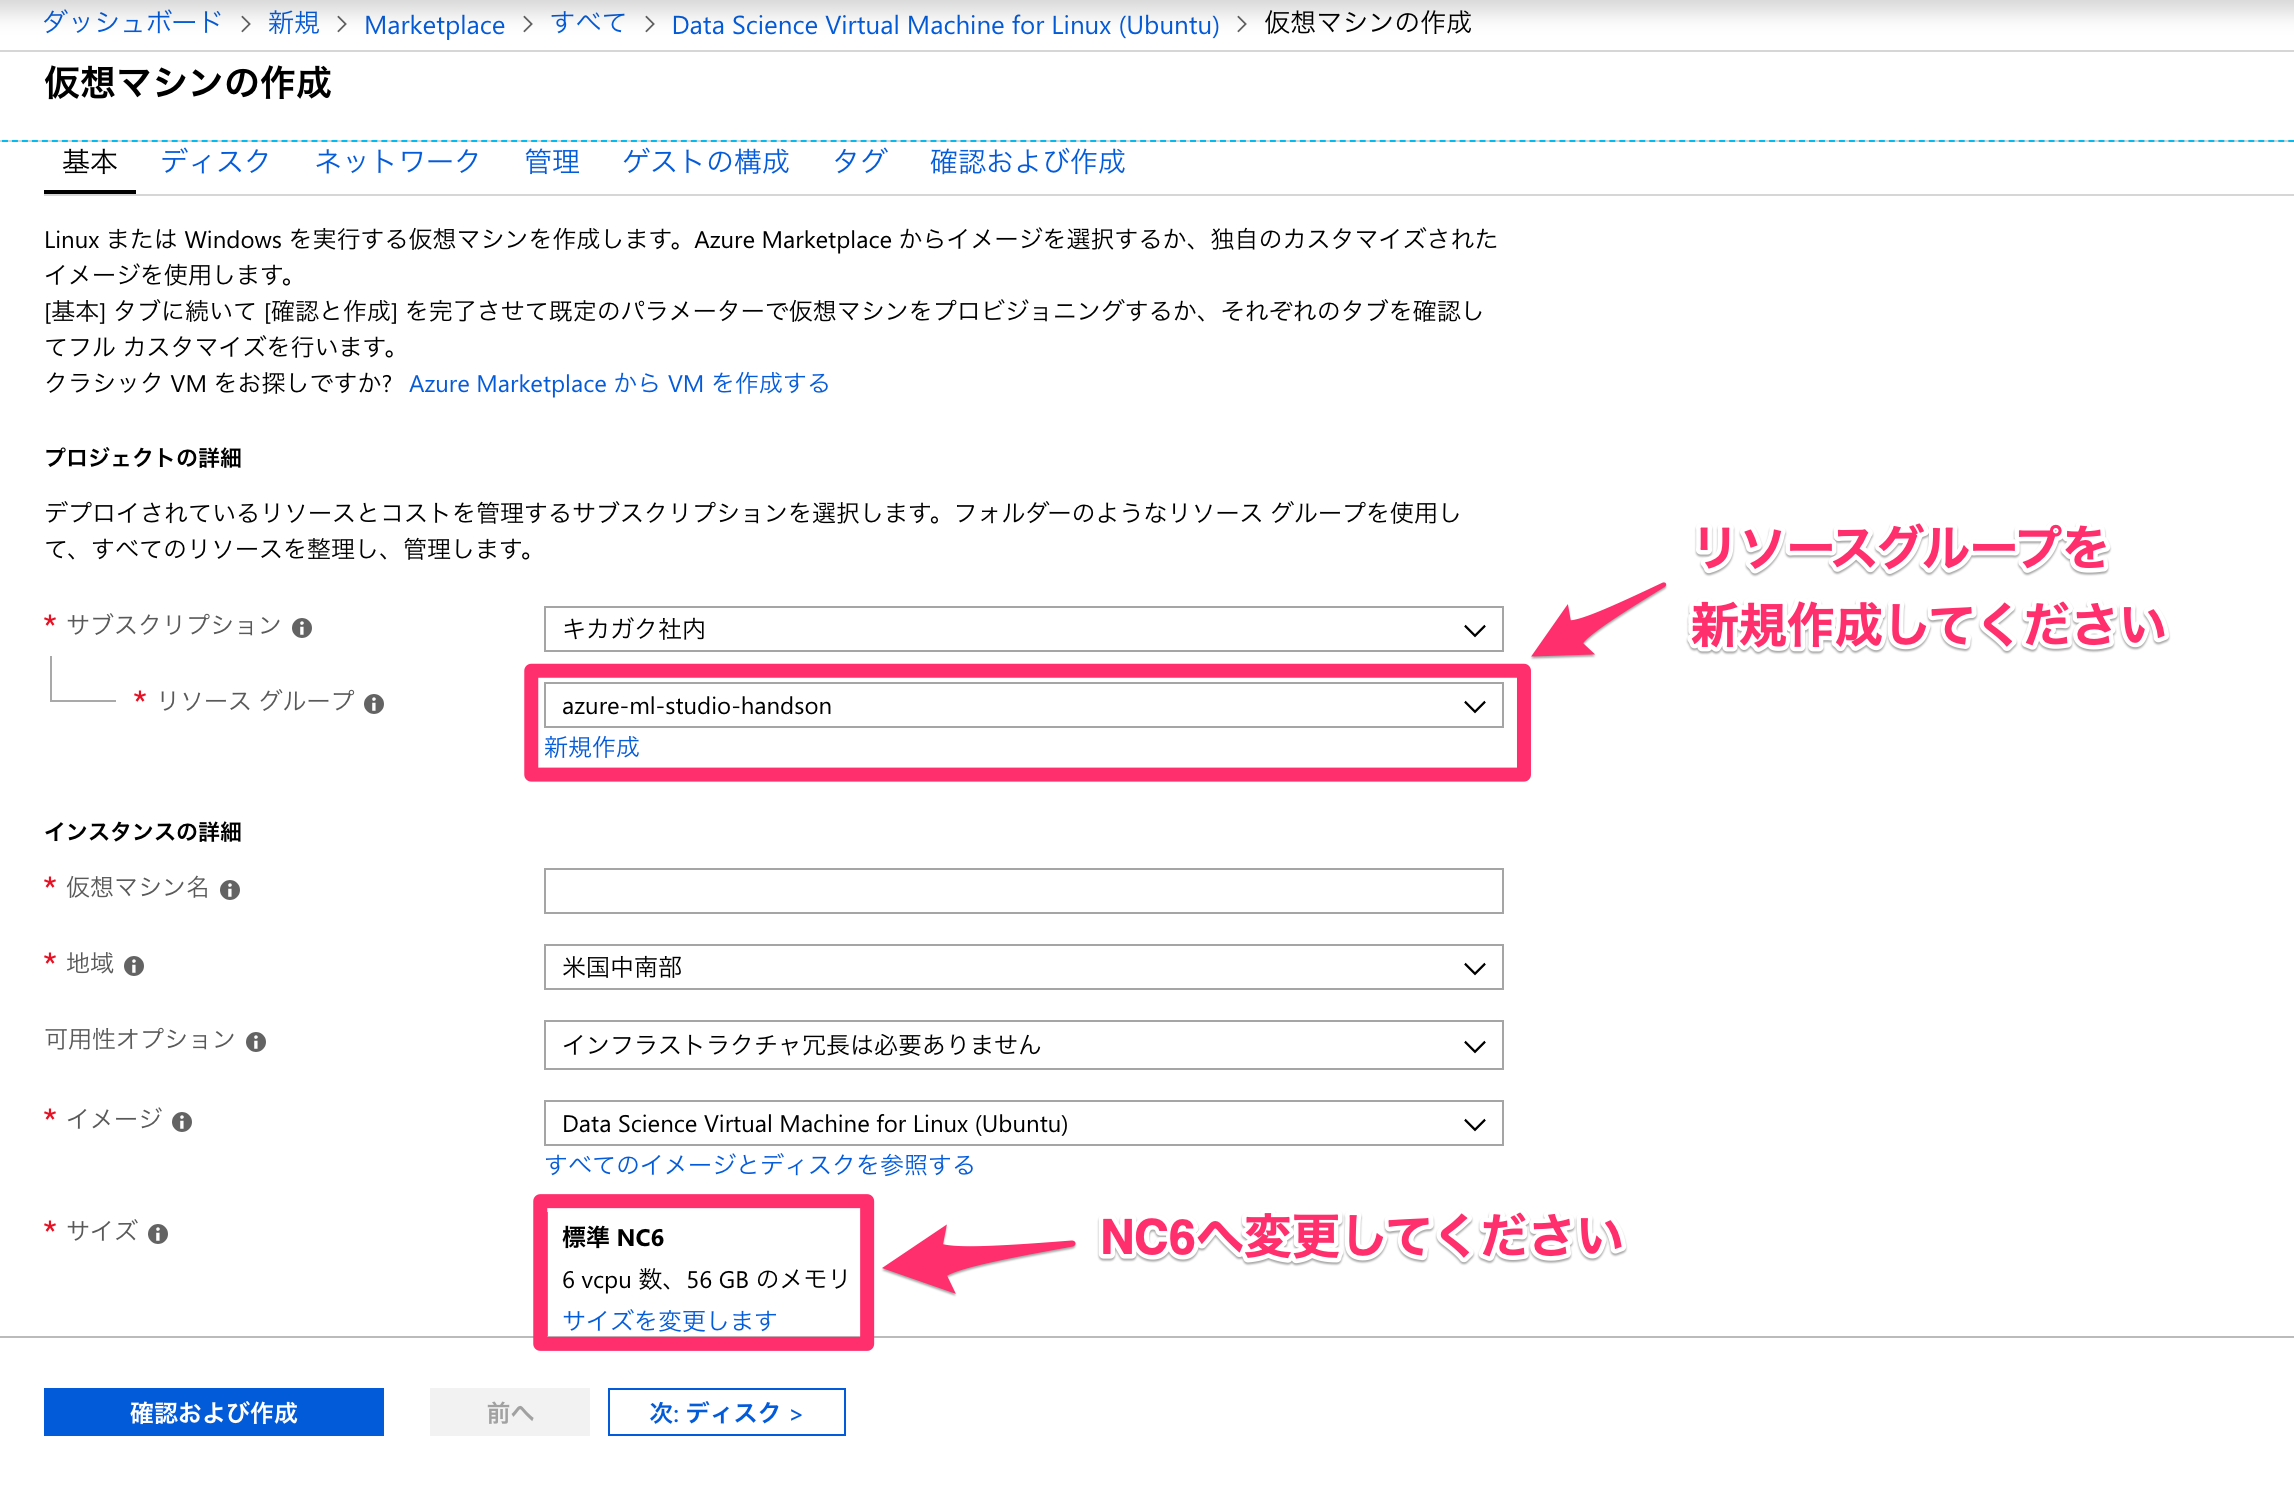 ダッシュボード > 新規 > Marketplace > すべて > Data Science Virtual Machine for Linux (Ubuntu) > 仮想マシンの作成
仮想マシンの作成
基本 ディスク ネットワーク 管理 ゲストの構成 タグ 確認および作成
Linux または Windows を実行する仮想マシンを作成します。Azure Marketplace からイメージを選択するか、独自のカスタマイズされた
イメージを使用します。
[基本] タブに続いて [確認と作成] を完了させて既定のパラメーターで仮想マシンをプロビジョニングするか、それぞれのタブを確認し
てフル カスタマイズを行います。
クラシック VM をお探しですか? Azure Marketplace から VM を作成する
プロジェクトの詳細
デプロイされているリソースとコストを管理するサブスクリプションを選択します。フォルダーのようなリソース グループを使用し
て、すべてのリソースを整理し、管理します。
リソースグループを
新規作成してください
* サブスクリプション キカガク社内
* リソース グループ azure-ml-studio-handson
新規作成
インスタンスの詳細
* 仮想マシン名
* 地域 米国中南部
可用性オプション インフラストラクチャ冗長は必要ありません
* イメージ Data Science Virtual Machine for Linux (Ubuntu)
すべてのイメージとディスクを参照する
* サイズ 標準 NC6
6 vcpu 数、56 GB のメモリ
サイズを変更します
NC6へ変更してください
確認および作成 前へ 次: ディスク >